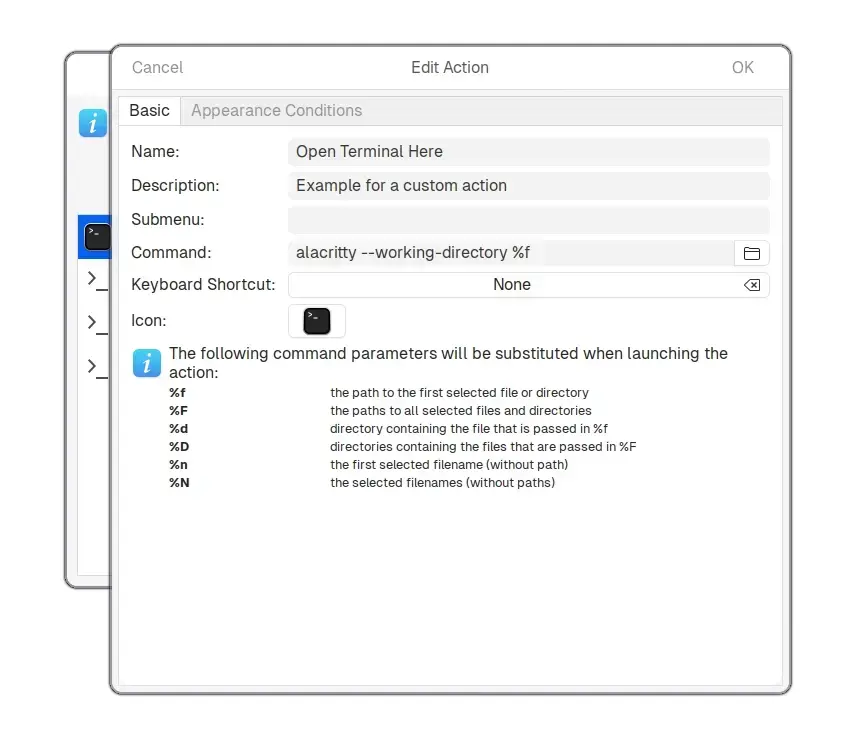 Cancel Edit Action OK
Basic Appearance Conditions
Name: Open Terminal Here
Description: Example for a custom action
Submenu:
Command: alacritty --working-directory %f
Keyboard Shortcut: None
Icon:
The following command parameters will be substituted when launching the
action:
%f the path to the first selected file or directory
%F the paths to all selected files and directories
%d directory containing the file that is passed in %f
%D directories containing the files that are passed in %F
%n the first selected filename (without path)
%N the selected filenames (without paths)